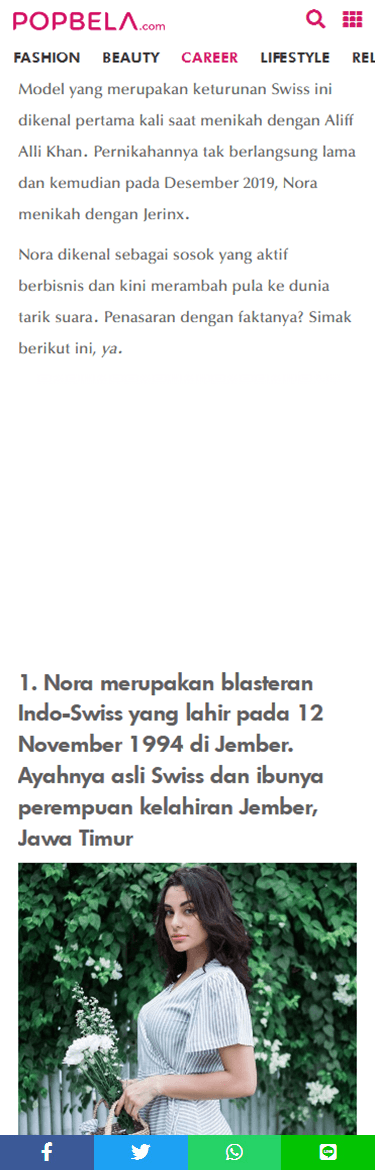 POPBELA.com
FASHION BEAUTY CAREER LIFESTYLE REL
Model yang merupakan keturunan Swiss ini
dikenal pertama kali saat menikah dengan Aliff
Alli Khan. Pernikahannya tak berlangsung lama
dan kemudian pada Desember 2019, Nora
menikah dengan Jerinx.
Nora dikenal sebagai sosok yang aktif
berbisnis dan kini merambah pula ke dunia
tarik suara. Penasaran dengan faktanya? Simak
berikut ini, ya.
1. Nora merupakan blasteran
Indo-Swiss yang lahir pada 12
November 1994 di Jember.
Ayahnya asli Swiss dan ibunya
perempuan kelahiran Jember,
Jawa Timur